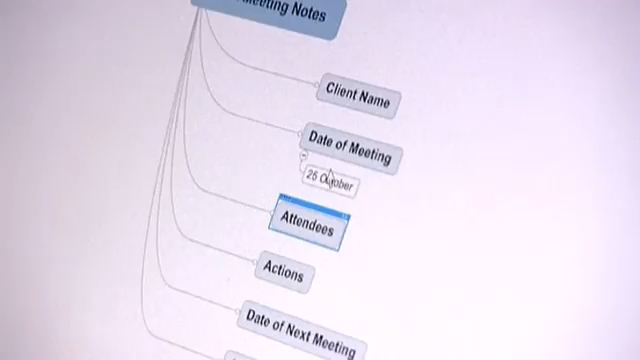 Meeting Notes
Client Name
Date of Meeting
25 October
Attendees
Actions
Date of Next Meeting